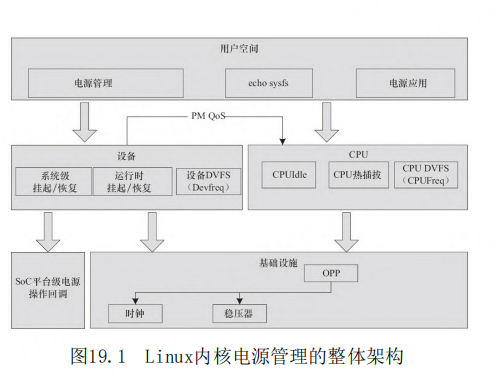 用户空间
电源管理
echo sysfs
电源应用
PM QoS
设备
系统级
挂起/恢复
运行时
挂起/恢复
设备DVFS
(Devfreq)
CPU
CPUIdle
CPU热插拔
CPU DVFS
(CPUFreq)
SoC平台级电源
操作回调
基础设施
OPP
时钟
稳压器
图19.1 Linux内核电源管理的整体架构